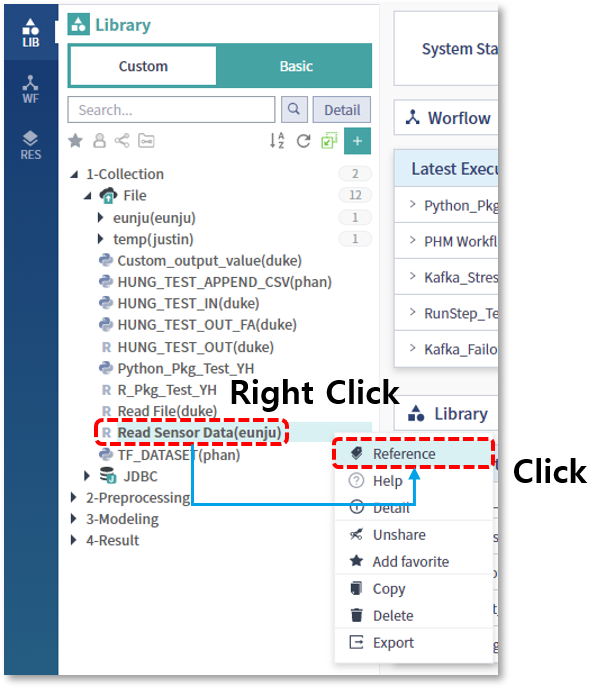 LIB
WF
RES
Library
Custom
Basic
Search...
Detail
1-Collection
2
File
12
eunju(eunju)
1
temp(justin)
1
Custom_output_value(duke)
HUNG_TEST_APPEND_CSV(phan)
HUNG_TEST_IN(duke)
HUNG_TEST_OUT_FA(duke)
R HUNG_TEST_OUT(duke)
Python_Pkg_Test_YH
R R_Pkg_Test_YH
R Read File(duke)
R Read Sensor Data(eunju)
TF_DATASET(phan)
JDBC
2-Preprocessing
3-Modeling
4-Result
Right Click
Reference
Help
Detail
Unshare
Add favorite
Copy
Delete
Export
Click
System Sta
Worflow
Latest Execu
Python_Pkg
PHM Workfl
Kafka_Stres
RunStep_Te
Kafka_Failo
Library